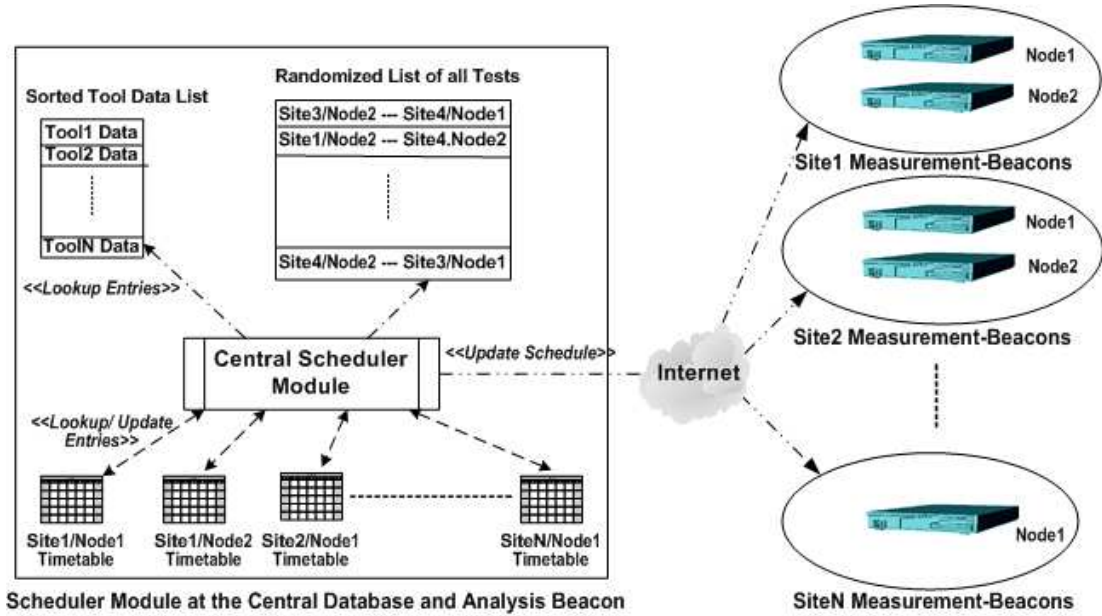 Sorted Tool Data List
Tool1 Data
Tool2 Data
ToolN Data
Randomized List of all Tests
Site3/Node2 --- Site4/Node1
Site1/Node2 --- Site4.Node2
Site4/Node2 --- Site3/Node1
<<Lookup Entries>>
Central Scheduler
Module
<<Update Schedule>>
<<Lookup/ Update
Entries>>
Site1/Node1
Timetable
Site1/Node2
Timetable
Site2/Node1
Timetable
SiteN/Node1
Timetable
Scheduler Module at the Central Database and Analysis Beacon
Internet
Node1
Node2
Site1 Measurement-Beacons
Node1
Node2
Site2 Measurement-Beacons
Node1
SiteN Measurement-Beacons